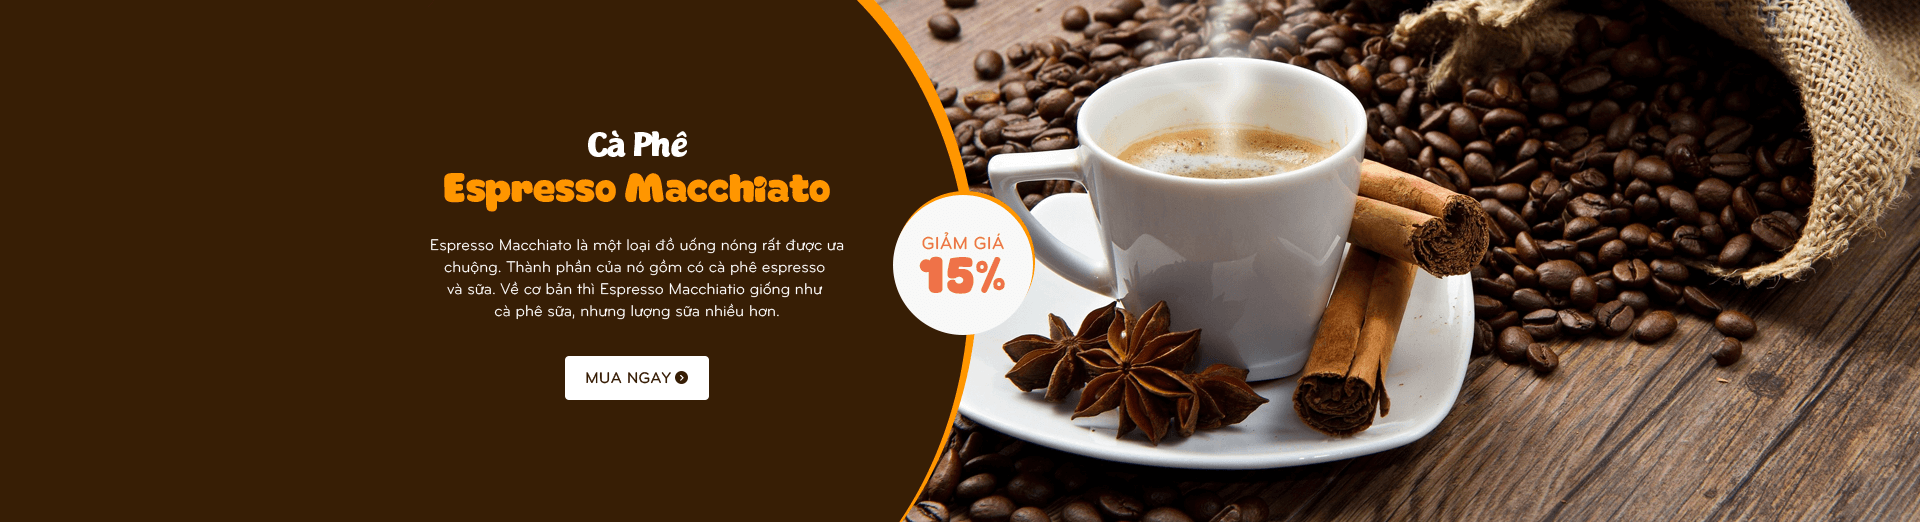 Cà Phê
Espresso Macchiato
Espresso Macchiato là một loại đồ uống nóng rất được ưa
chuộng. Thành phần của nó gồm có cà phê espresso
và sữa. Về cơ bản thì Espresso Macchiatio giống như
cà phê sữa, nhưng lượng sữa nhiều hơn.
MUA NGAY
GIẢM GIÁ
15%